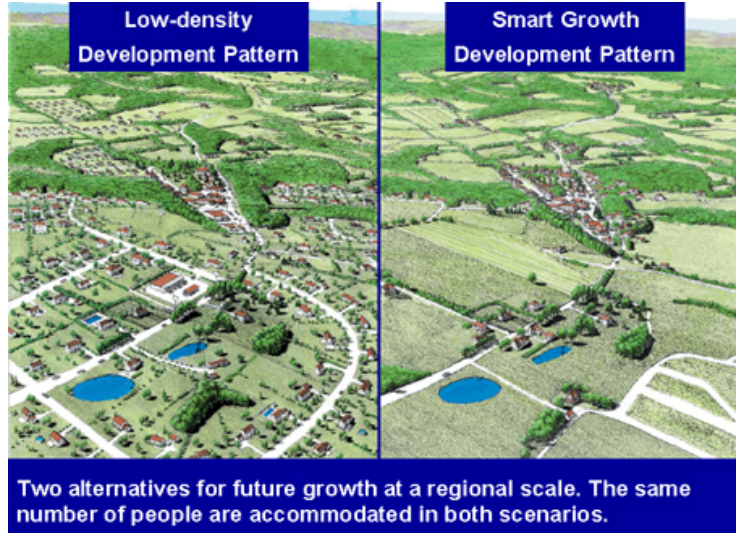 Low-density
Development Pattern
Smart Growth
Development Pattern
Two alternatives for future growth at a regional scale. The same
number of people are accommodated in both scenarios.